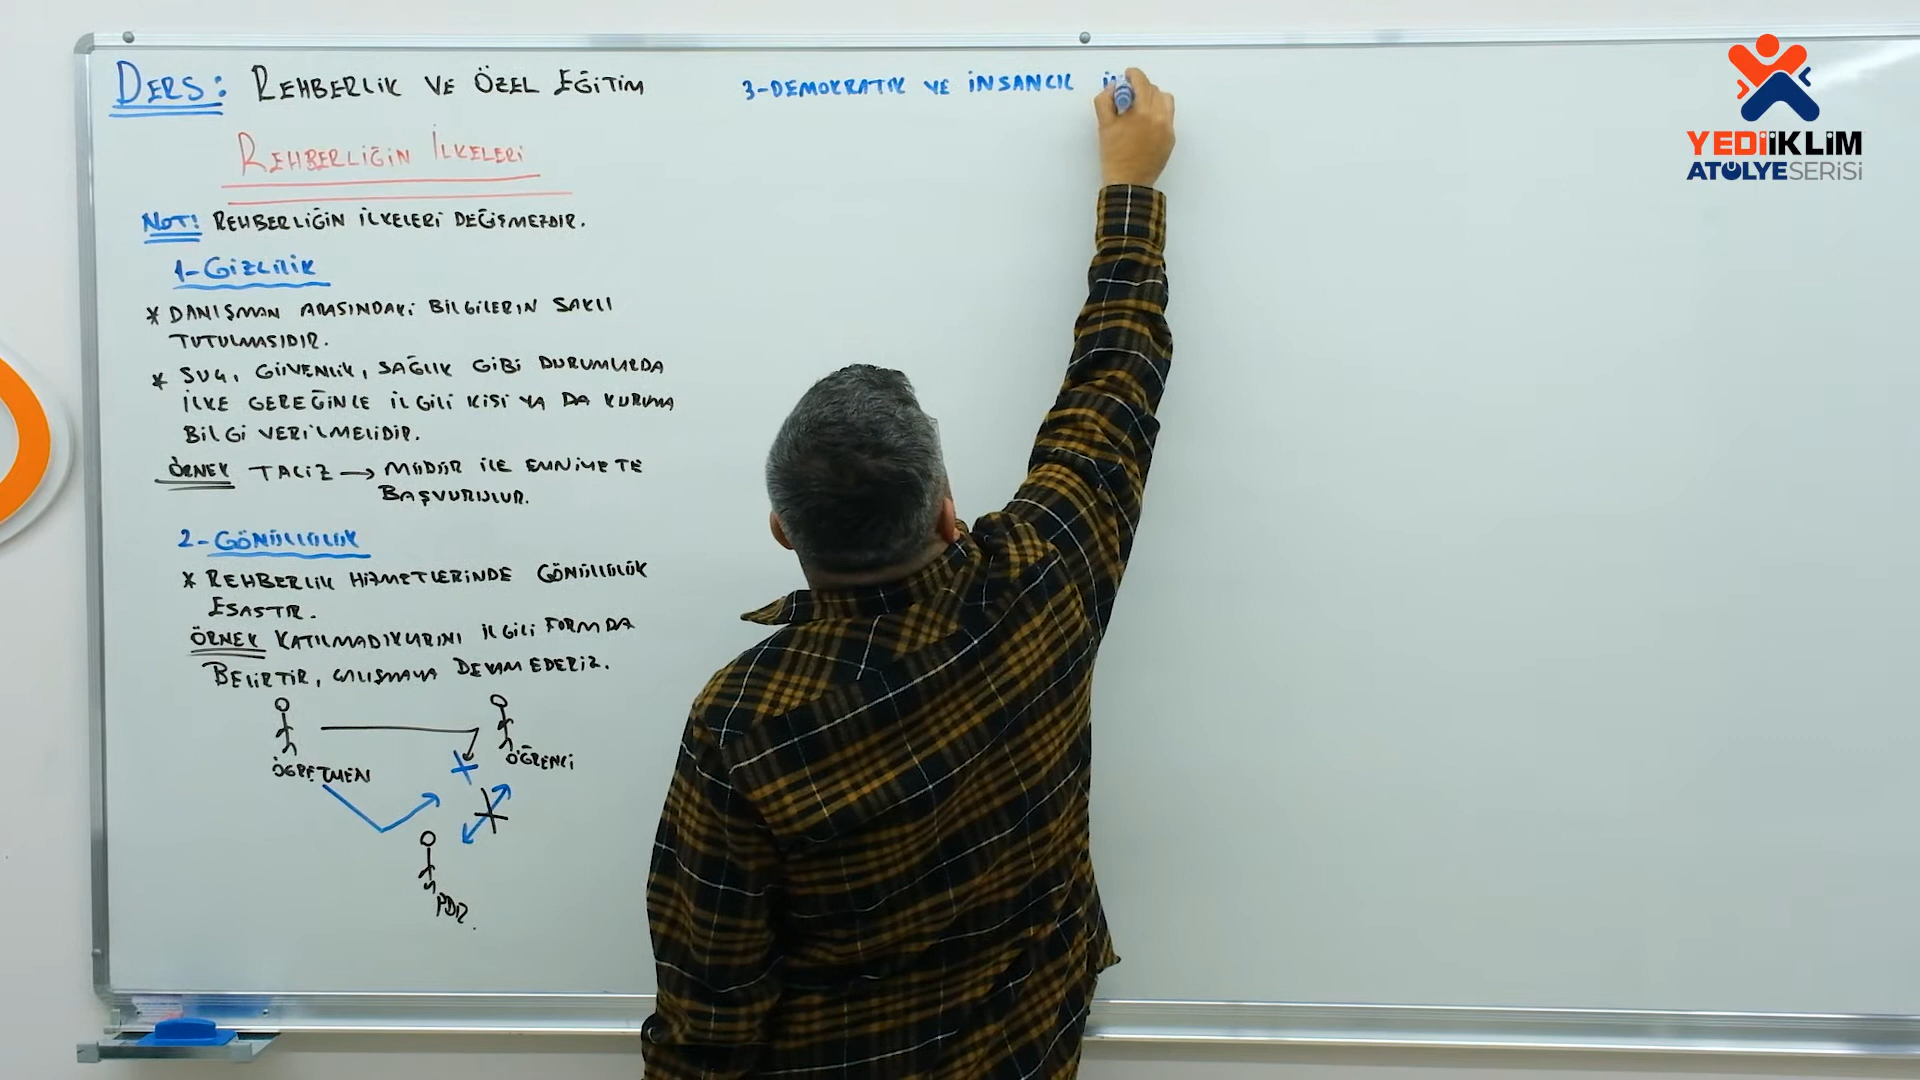 DERS: REHBERLİK VE ÖZEL EĞİTİM
REHBERLİĞİN İLKELERİ
NOT! REHBERLİĞİN İLKELERİ DEĞİŞMEZDİR.
1-GİZLİLİK
* DANIŞMAN ARASINDAKİ BİLGİLERİN SAKLI
TUTULMASIDIR.
* SUÇ, GÜVENLİK, SAĞLIK GİBİ DURUMLARDA
İLKE GEREĞİNCE İLGİLİ KİŞİ YA DA KURUMA
BİLGİ VERİLMELİDİR.
ÖRNEK TACİZ → MÜDÜR İLE EMNİYETE
BAŞVURULUR.
2-GÖNÜLLÜLÜK
* REHBERLİK HİZMETLERİNDE GÖNÜLLÜLÜK
ESASTIR.
ÖRNEK KATILMADIKLARINI İLGİLİ FORMDA
BELİRTİR, ÇALIŞMAYA DEVAM EDERİZ.
ÖĞRETMEN
ÖĞRENCİ
PDR.
3-DEMOKRATİK VE İNSANCIL
YEDİİKLİM
ATÖLYESERİSİ